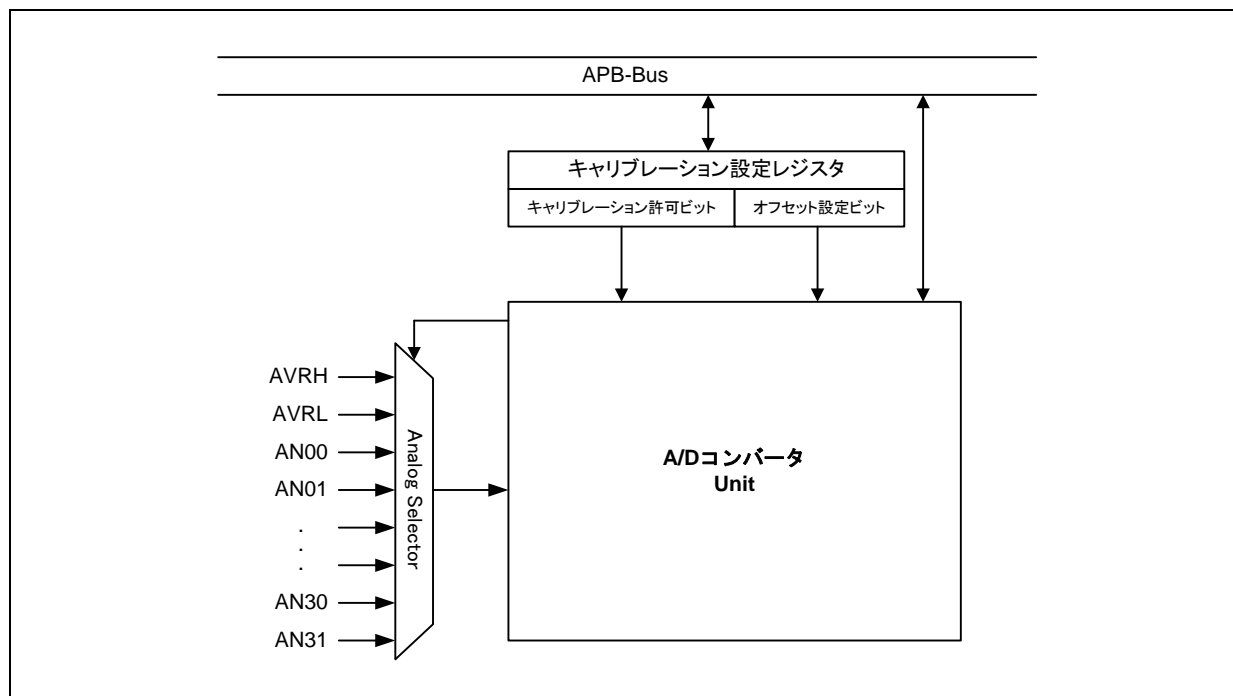 APB-Bus
キャリブレーション設定レジスタ
キャリブレーション許可ビット
オフセット設定ビット
AVRH
AVRL
AN00
AN01
.
.
.
AN30
AN31
Analog Selector
A/Dコンバータ
Unit